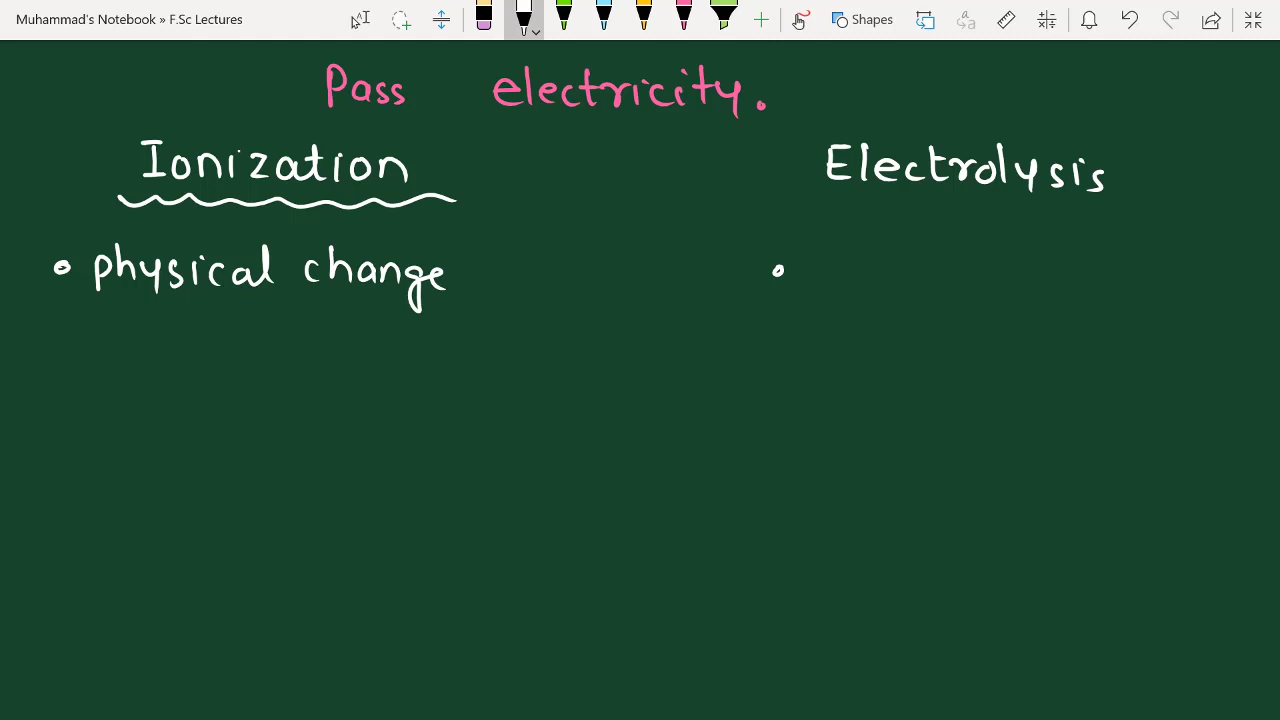 Muhammad's Notebook » F.Sc Lectures
Shapes
Pass electricity.
Ionization
Electrolysis
• physical change
•